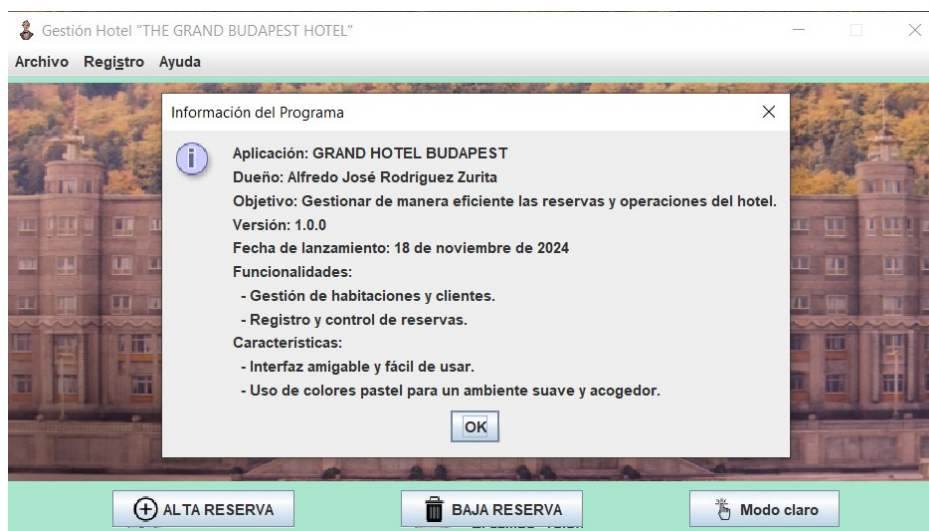 Gestión Hotel "THE GRAND BUDAPEST HOTEL"
Archivo Registro Ayuda
Información del Programa
Aplicación: GRAND HOTEL BUDAPEST
Dueño: Alfredo José Rodríguez Zurita
Objetivo: Gestionar de manera eficiente las reservas y operaciones del hotel.
Versión: 1.0.0
Fecha de lanzamiento: 18 de noviembre de 2024
Funcionalidades:
- Gestión de habitaciones y clientes.
- Registro y control de reservas.
Características:
- Interfaz amigable y fácil de usar.
- Uso de colores pastel para un ambiente suave y acogedor.
OK
ALTA RESERVA BAJA RESERVA Modo claro